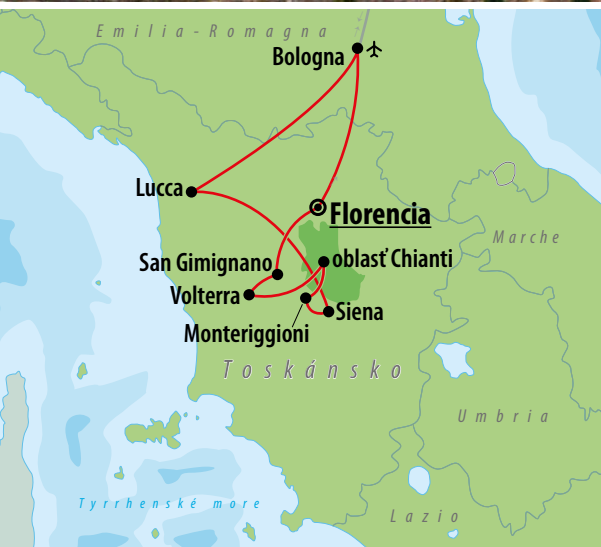 Emilia-Romagna
Bologna
Lucca
Florencia
Marche
San Gimignano
oblasť Chianti
Volterra
Siena
Monteriggioni
Toskánsko
Umbria
Tyrrhenské more
Lazio